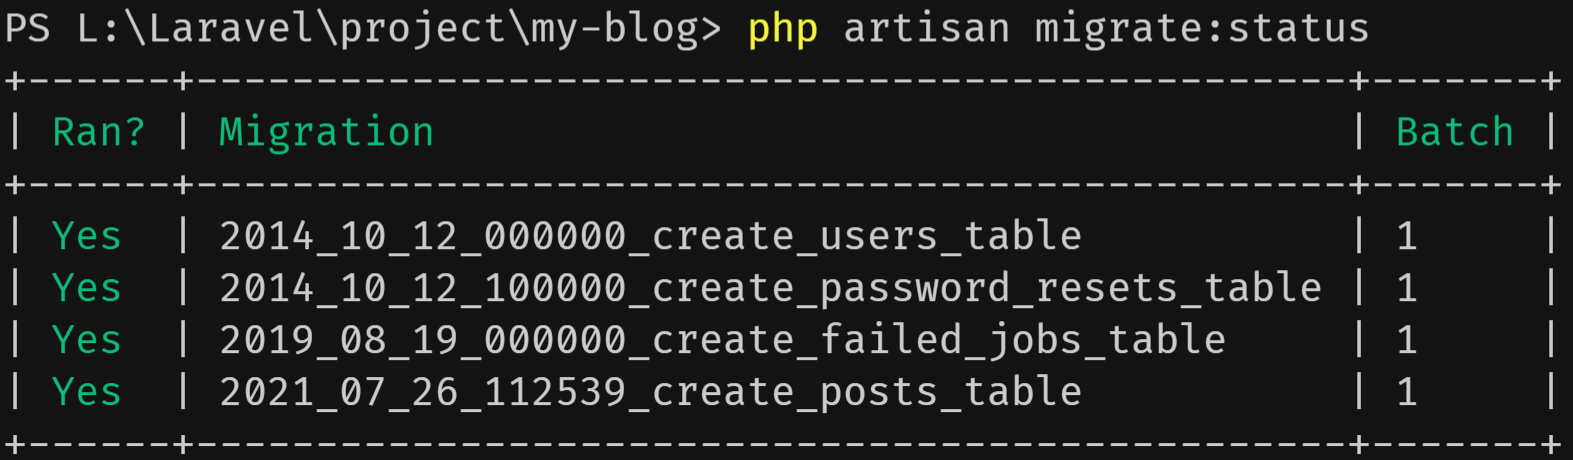 PS L:\Laravel\project\my-blog> php artisan migrate:status
+------+------------------------------------------------+-------+
| Ran? | Migration                                      | Batch |
+------+------------------------------------------------+-------+
| Yes  | 2014_10_12_000000_create_users_table           | 1     |
| Yes  | 2014_10_12_100000_create_password_resets_table | 1     |
| Yes  | 2019_08_19_000000_create_failed_jobs_table     | 1     |
| Yes  | 2021_07_26_112539_create_posts_table           | 1     |
+------+------------------------------------------------+-------+